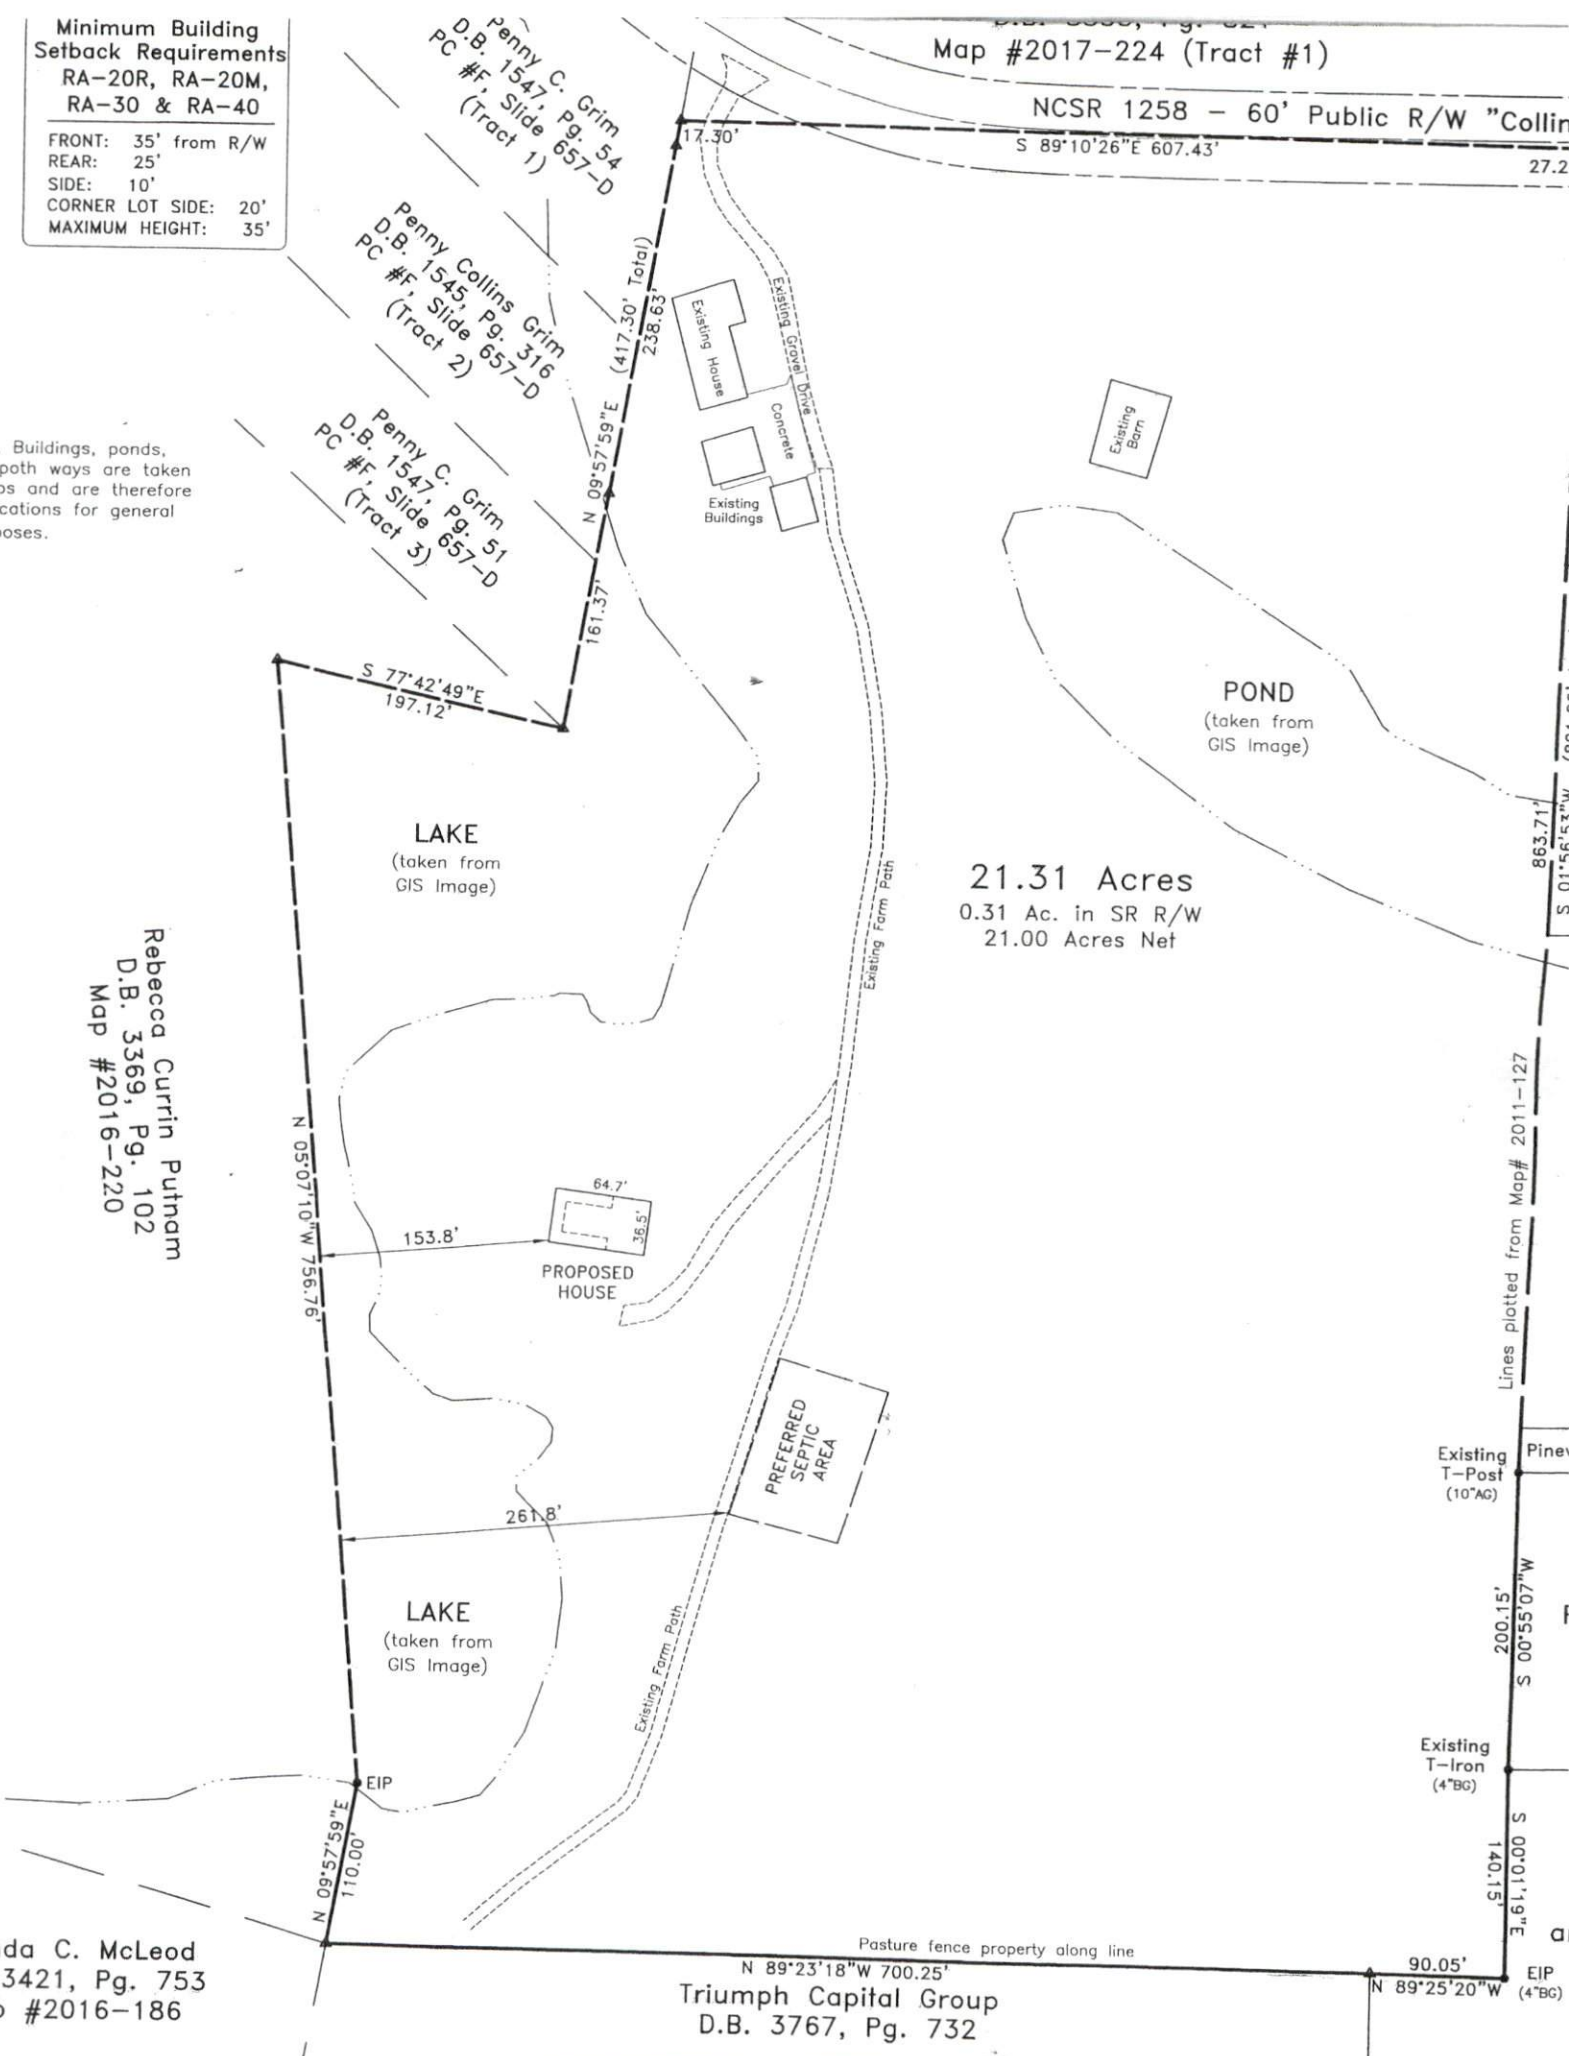 Minimum Building
Setback Requirements
RA-20R, RA-20M,
RA-30 & RA-40
FRONT: 35' from R/W
REAR: 25'
SIDE: 10'
CORNER LOT SIDE: 20'
MAXIMUM HEIGHT: 35'
Penny C. Grim
D.B. 1547, Pg. 54
PC #F, Slide 657-D
(Tract 1)
Map #2017-224 (Tract #1)
NCSR 1258 - 60' Public R/W "Collin
17.30'
S 89°10'26"E 607.43'
27.2
Penny Collins Grim
D.B. 1545, Pg. 316
PC #F, Slide 657-D
(Tract 2)
N 09°57'59"E (417.30' Total)
238.63'
Existing House
Existing Gravel Drive
Concrete
Existing
Buildings
Existing
Barn
Penny C. Grim
D.B. 1547, Pg. 51
PC #F, Slide 657-D
(Tract 3)
Buildings, ponds,
poth ways are taken
os and are therefore
cations for general
oses.
161.37'
S 77°42'49"E
197.12'
POND
(taken from
GIS Image)
LAKE
(taken from
GIS Image)
863.71'
S 01°56'53"W
21.31 Acres
0.31 Ac. in SR R/W
21.00 Acres Net
Existing Farm Path
Rebecca Currin Putnam
D.B. 3369, Pg. 102
Map #2016-220
N 05°07'10"W 756.76'
Lines plotted from Map# 2011-127
64.7'
36.5'
153.8'
PROPOSED
HOUSE
PREFERRED
SEPTIC
AREA
261.8'
Existing
T-Post
(10"AG)
Pinev
LAKE
(taken from
GIS Image)
Existing Farm Path
200.15'
S 00°55'07"W
Existing
T-Iron
(4"BG)
EIP
N 09°57'59"E
110.00'
140.15'
S 00°01'19"E
da C. McLeod
3421, Pg. 753
#2016-186
Pasture fence property along line
N 89°23'18"W 700.25'
90.05'
N 89°25'20"W
EIP
(4"BG)
Triumph Capital Group
D.B. 3767, Pg. 732